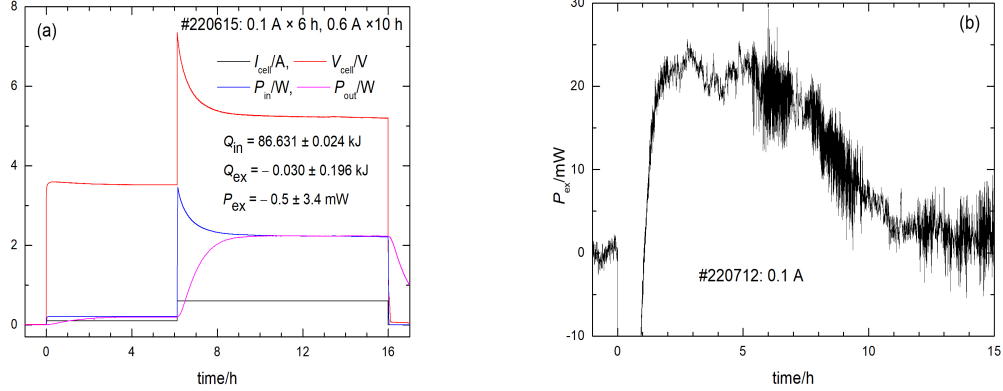 (a)
#220615: 0.1 A × 6 h, 0.6 A ×10 h
I_cell/A, V_cell/V
P_in/W, P_out/W
Q_in = 86.631 ± 0.024 kJ
Q_ex = − 0.030 ± 0.196 kJ
P_ex = − 0.5 ± 3.4 mW
8
6
4
2
0
0 4 8 12 16
time/h
(b)
P_ex/mW
30
20
10
0
-10
#220712: 0.1 A
0 5 10 15
time/h